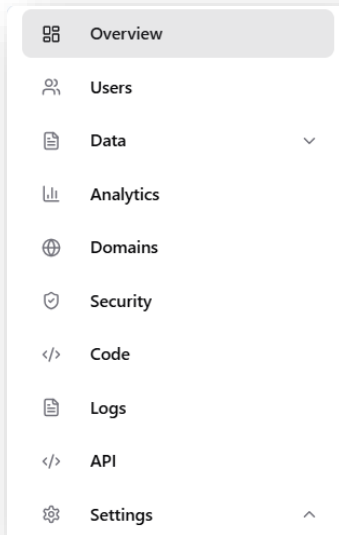 Overview
Users
Data
Analytics
Domains
Security
Code
Logs
API
Settings